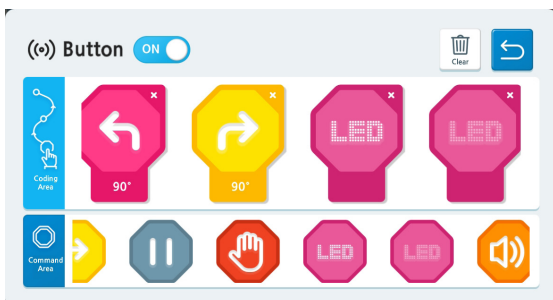 Button ON
Clear
Coding
Area
90°
90°
LED
LED
Command
Area
LED
LED